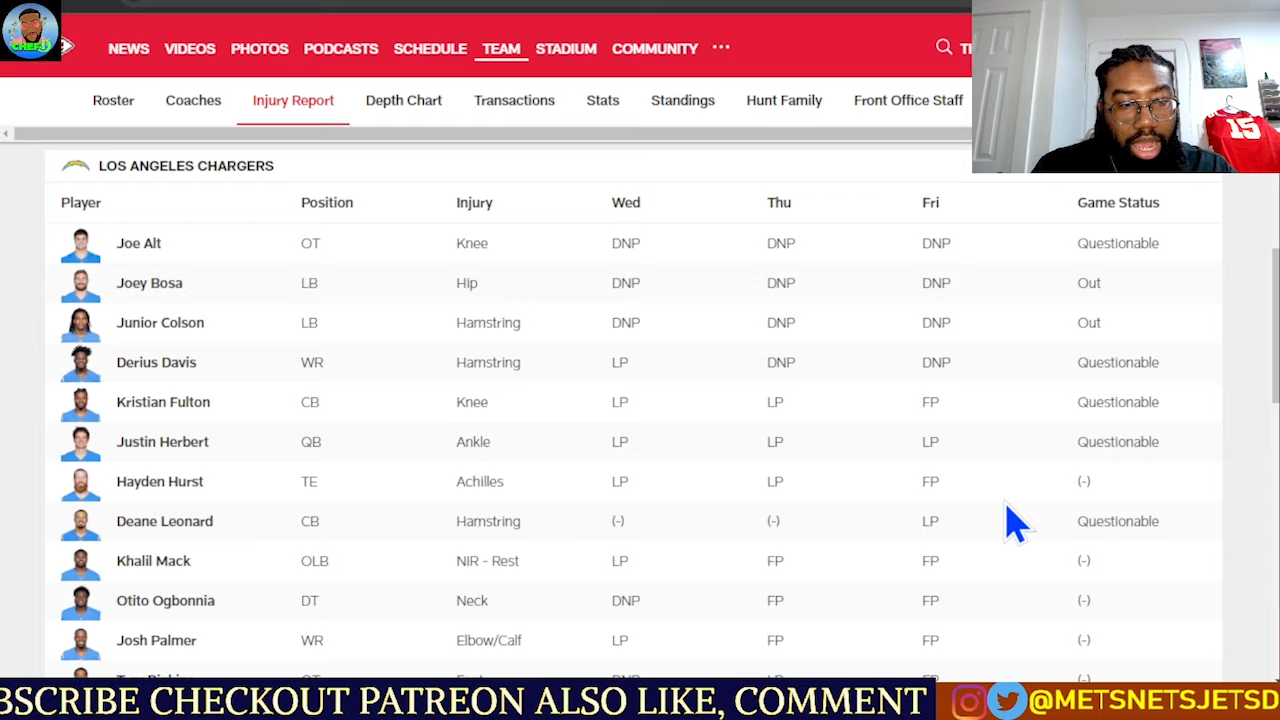 CHEF
NEWS VIDEOS PHOTOS PODCASTS SCHEDULE TEAM STADIUM COMMUNITY ...
Roster Coaches Injury Report Depth Chart Transactions Stats Standings Hunt Family Front Office Staff
15
LOS ANGELES CHARGERS
Player Position Injury Wed Thu Fri Game Status
Joe Alt OT Knee DNP DNP DNP Questionable
Joey Bosa LB Hip DNP DNP DNP Out
Junior Colson LB Hamstring DNP DNP DNP Out
Derius Davis WR Hamstring LP DNP DNP Questionable
Kristian Fulton CB Knee LP LP FP Questionable
Justin Herbert QB Ankle LP LP LP Questionable
Hayden Hurst TE Achilles LP LP FP (-)
Deane Leonard CB Hamstring (-) (-) LP Questionable
Khalil Mack OLB NIR - Rest LP FP FP (-)
Otito Ogbonnia DT Neck DNP FP FP (-)
Josh Palmer WR Elbow/Calf LP FP FP (-)
BSCRIBE CHECKOUT PATREON ALSO LIKE, COMMENT @METSNETSJETSD